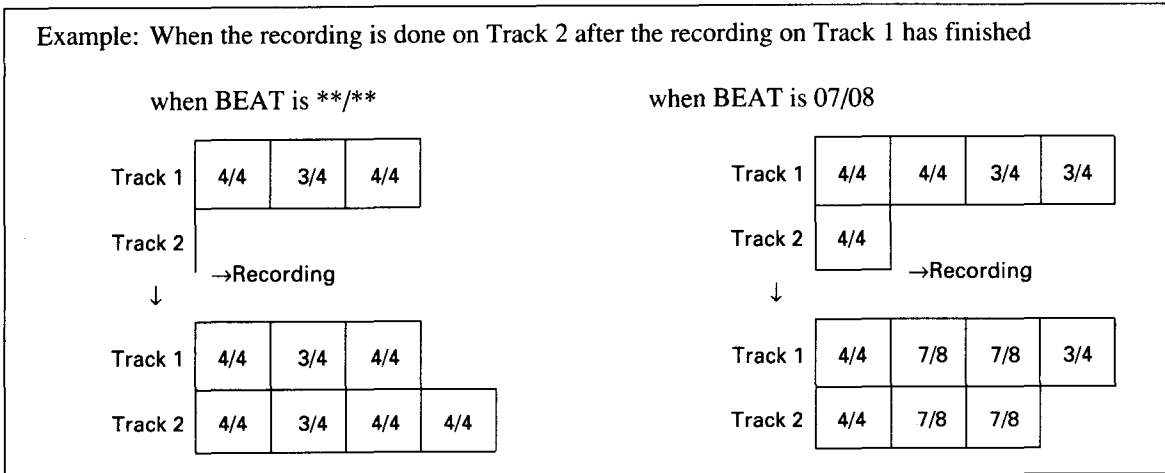 Example: When the recording is done on Track 2 after the recording on Track 1 has finished
when BEAT is **/**
Track 1 4/4 3/4 4/4
Track 2
→Recording
↓
Track 1 4/4 3/4 4/4
Track 2 4/4 3/4 4/4 4/4
when BEAT is 07/08
Track 1 4/4 4/4 3/4 3/4
Track 2 4/4
→Recording
↓
Track 1 4/4 7/8 7/8 3/4
Track 2 4/4 7/8 7/8